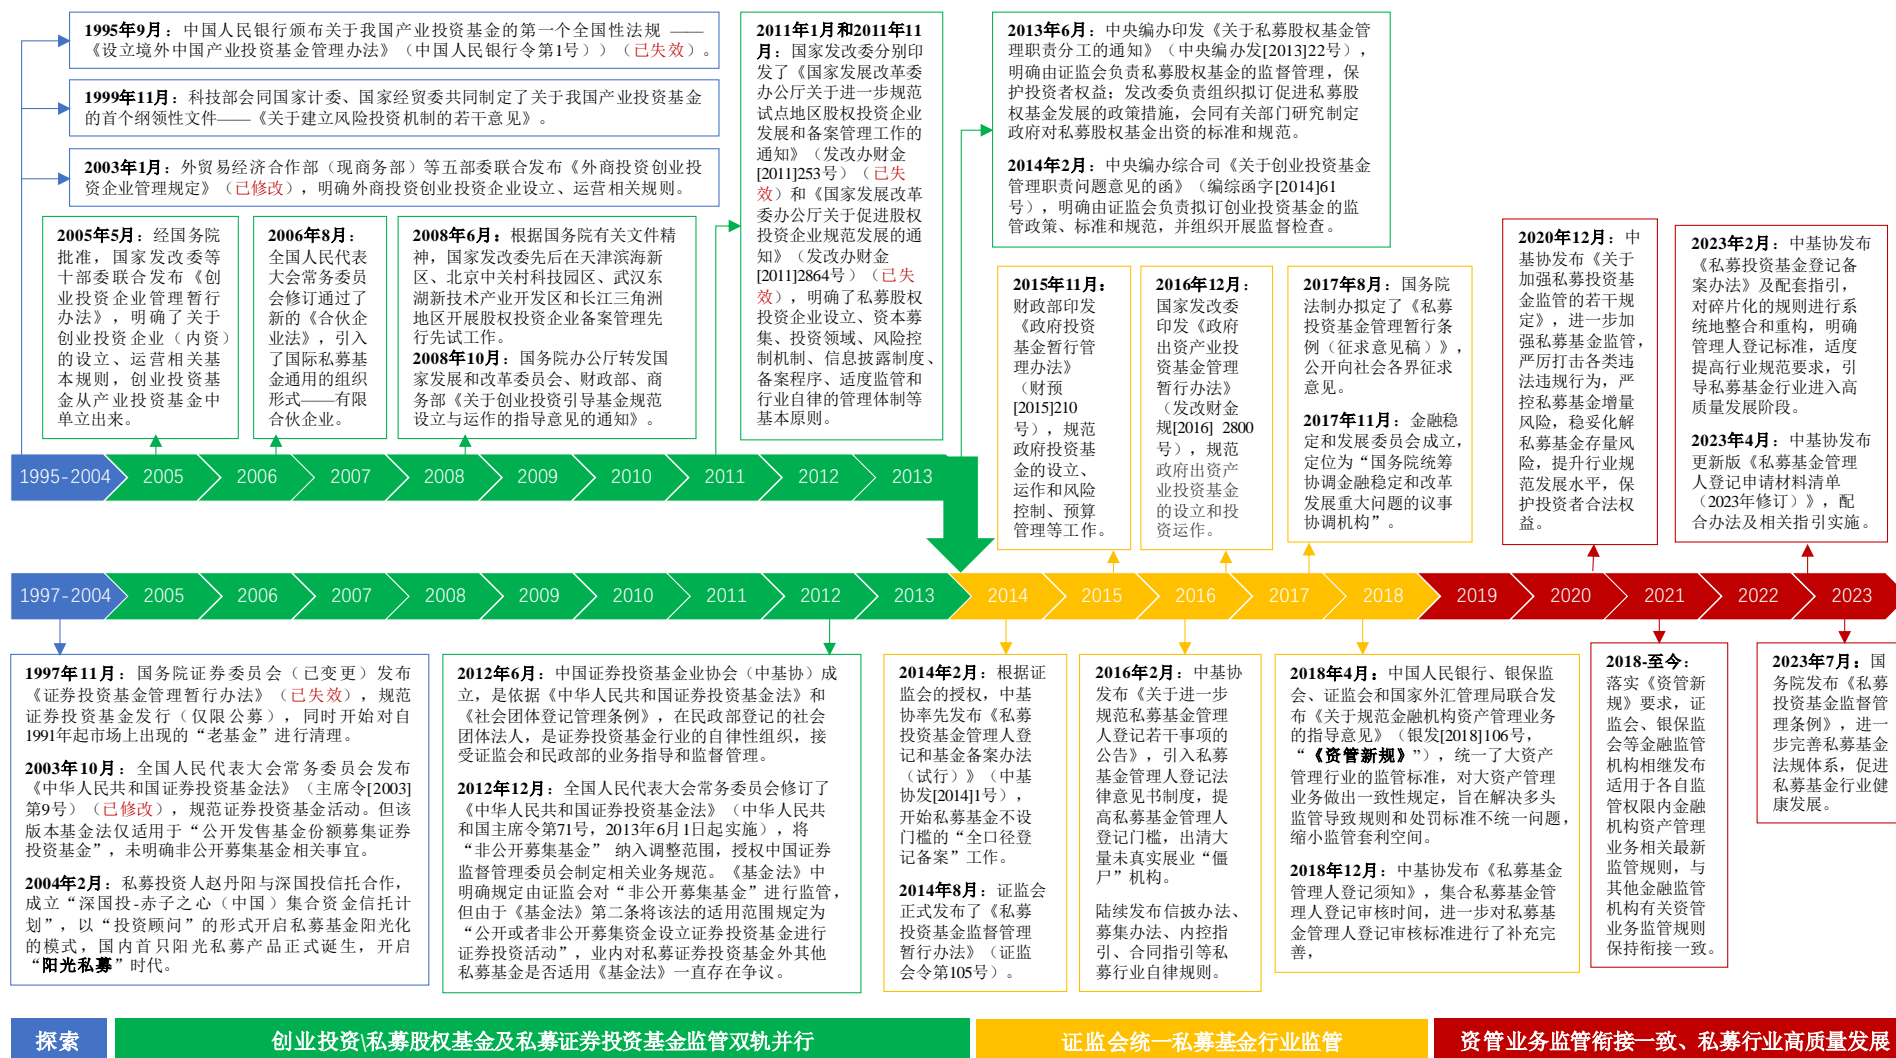 1995年9月：中国人民银行颁布关于我国产业投资基金的第一个全国性法规 ——
《设立境外中国产业投资基金管理办法》（中国人民银行令第1号））（已失效）。
1999年11月：科技部会同国家计委、国家经贸委共同制定了关于我国产业投资基金
的首个纲领性文件——《关于建立风险投资机制的若干意见》。
2003年1月：外贸易经济合作部（现商务部）等五部委联合发布《外商投资创业投
资企业管理规定》（已修改），明确外商投资创业投资企业设立、运营相关规则。
2005年5月：经国务院
批准，国家发改委等
十部委联合发布《创
业投资企业管理暂行
办法》，明确了关于
创业投资企业（内资）
的设立、运营相关基
本规则，创业投资基
金从产业投资基金中
单立出来。
2006年8月：
全国人民代表
大会常务委员
会修订通过了
新的《合伙企
业法》，引入
了国际私募基
金通用的组织
形式——有限
合伙企业。
2008年6月：根据国务院有关文件精
神，国家发改委先后在天津滨海新
区、北京中关村科技园区、武汉东
湖新技术产业开发区和长江三角洲
地区开展股权投资企业备案管理先
行先试工作。
2008年10月：国务院办公厅转发国
家发展和改革委员会、财政部、商
务部《关于创业投资引导基金规范
设立与运作的指导意见的通知》。
2011年1月和2011年11
月：国家发改委分别印
发了《国家发展改革委
办公厅关于进一步规范
试点地区股权投资企业
发展和备案管理工作的
通知》（发改办财金
[2011]253号）（已失
效）和《国家发展改革
委办公厅关于促进股权
投资企业规范发展的通
知》（发改办财金
[2011]2864号）（已失
效），明确了私募股权
投资企业设立、资本募
集、投资领域、风险控
制机制、信息披露制度、
备案程序、适度监管和
行业自律的管理体制等
基本原则。
2013年6月：中央编办印发《关于私募股权基金管
理职责分工的通知》（中央编办发[2013]22号），
明确由证监会负责私募股权基金的监督管理，保
护投资者权益；发改委负责组织拟订促进私募股
权基金发展的政策措施，会同有关部门研究制定
政府对私募股权基金出资的标准和规范。
2014年2月：中央编办综合司《关于创业投资基金
管理职责问题意见的函》（编综函字[2014]61
号），明确由证监会负责拟订创业投资基金的监
管政策、标准和规范，并组织开展监督检查。
2015年11月：
财政部印发
《政府投资
基金暂行管
理办法》
（财预
[2015]210
号），规范
政府投资基
金的设立、
运作和风险
控制、预算
管理等工作。
2016年12月：
国家发改委
印发《政府
出资产业投
资基金管理
暂行办法》
（发改财金
规[2016] 2800
号），规范
政府出资产
业投资基金
的设立和投
资运作。
2017年8月：国务院
法制办拟定了《私募
投资基金管理暂行条
例（征求意见稿）》，
公开向社会各界征求
意见。
2017年11月：金融稳
定和发展委员会成立，
定位为“国务院统筹
协调金融稳定和改革
发展重大问题的议事
协调机构”。
2020年12月：中
基协发布《关于
加强私募投资基
金监管的若干规
定》，进一步加
强私募基金监管，
严厉打击各类违
法违规行为，严
控私募基金增量
风险，稳妥化解
私募基金存量风
险，提升行业规
范发展水平，保
护投资者合法权
益。
2023年2月：中基协发布
《私募投资基金登记备
案办法》及配套指引，
对碎片化的规则进行系
统地整合和重构，明确
管理人登记标准，适度
提高行业规范要求，引
导私募基金行业进入高
质量发展阶段。
2023年4月：中基协发布
更新版《私募基金管理
人登记申请材料清单
（2023年修订）》，配
合办法及相关指引实施。
1995-2004 2005 2006 2007 2008 2009 2010 2011 2012 2013
1997-2004 2005 2006 2007 2008 2009 2010 2011 2012 2013 2014 2015 2016 2017 2018 2019 2020 2021 2022 2023
1997年11月：国务院证券委员会（已变更）发布
《证券投资基金管理暂行办法》（已失效），规范
证券投资基金发行（仅限公募），同时开始对自
1991年起市场上出现的“老基金”进行清理。
2003年10月：全国人民代表大会常务委员会发布
《中华人民共和国证券投资基金法》（主席令[2003]
第9号）（已修改），规范证券投资基金活动。但该
版本基金法仅适用于“公开发售基金份额募集证券
投资基金”，未明确非公开募集基金相关事宜。
2004年2月：私募投资人赵丹阳与深国投信托合作，
成立“深国投-赤子之心（中国）集合资金信托计
划”，以“投资顾问”的形式开启私募基金阳光化
的模式，国内首只阳光私募产品正式诞生，开启
“阳光私募”时代。
2012年6月：中国证券投资基金业协会（中基协）成
立，是依据《中华人民共和国证券投资基金法》和
《社会团体登记管理条例》，在民政部登记的社会
团体法人，是证券投资基金行业的自律性组织，接
受证监会和民政部的业务指导和监督管理。
2012年12月：全国人民代表大会常务委员会修订了
《中华人民共和国证券投资基金法》（中华人民共
和国主席令第71号，2013年6月1日起实施），将
“非公开募集基金” 纳入调整范围，授权中国证券
监督管理委员会制定相关业务规范。《基金法》中
明确规定由证监会对“非公开募集基金”进行监管，
但由于《基金法》第二条将该法的适用范围规定为
“公开或者非公开募集资金设立证券投资基金进行
证券投资活动”，业内对私募证券投资基金外其他
私募基金是否适用《基金法》一直存在争议。
2014年2月：根据证
监会的授权，中基
协率先发布《私募
投资基金管理人登
记和基金备案办法
（试行）》（中基
协发[2014]1号），
开始私募基金不设
门槛的“全口径登
记备案”工作。
2014年8月：证监会
正式发布了《私募
投资基金监督管理
暂行办法》（证监
会令第105号）。
2016年2月：中基协
发布《关于进一步
规范私募基金管理
人登记若干事项的
公告》，引入私募
基金管理人登记法
律意见书制度，提
高私募基金管理人
登记门槛，出清大
量未真实展业“僵
尸”机构。
陆续发布信披办法、
募集办法、内控指
引、合同指引等私
募行业自律规则。
2018年4月：中国人民银行、银保监
会、证监会和国家外汇管理局联合发
布《关于规范金融机构资产管理业务
的指导意见》（银发[2018]106号，
“《资管新规》”），统一了大资产
管理行业的监管标准，对大资产管理
业务做出一致性规定，旨在解决多头
监管导致规则和处罚标准不统一问题，
缩小监管套利空间。
2018年12月：中基协发布《私募基金
管理人登记须知》，集合私募基金管
理人登记审核时间，进一步对私募基
金管理人登记审核标准进行了补充完
善，
2018-至今：
落实《资管新
规》要求，证
监会、银保监
会等金融监管
机构相继发布
适用于各自监
管权限内金融
机构资产管理
业务相关最新
监管规则，与
其他金融监管
机构有关资管
业务监管规则
保持衔接一致。
2023年7月：国
务院发布《私募
投资基金监督管
理条例》，进一
步完善私募基金
法规体系，促进
私募基金行业健
康发展。
探索
创业投资\私募股权基金及私募证券投资基金监管双轨并行
证监会统一私募基金行业监管
资管业务监管衔接一致、私募行业高质量发展